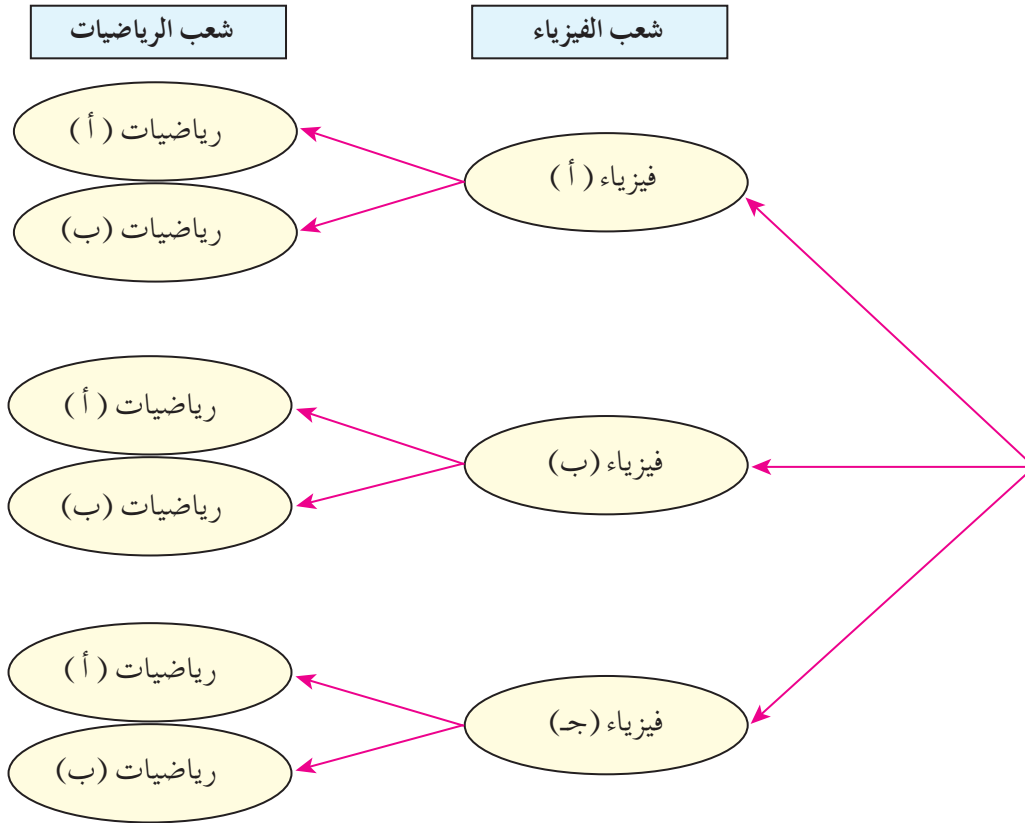 شعب الفيزياء
شعب الرياضيات
فيزياء (أ)
رياضيات (أ)
رياضيات (ب)
فيزياء (ب)
رياضيات (أ)
رياضيات (ب)
فيزياء (جـ)
رياضيات (أ)
رياضيات (ب)